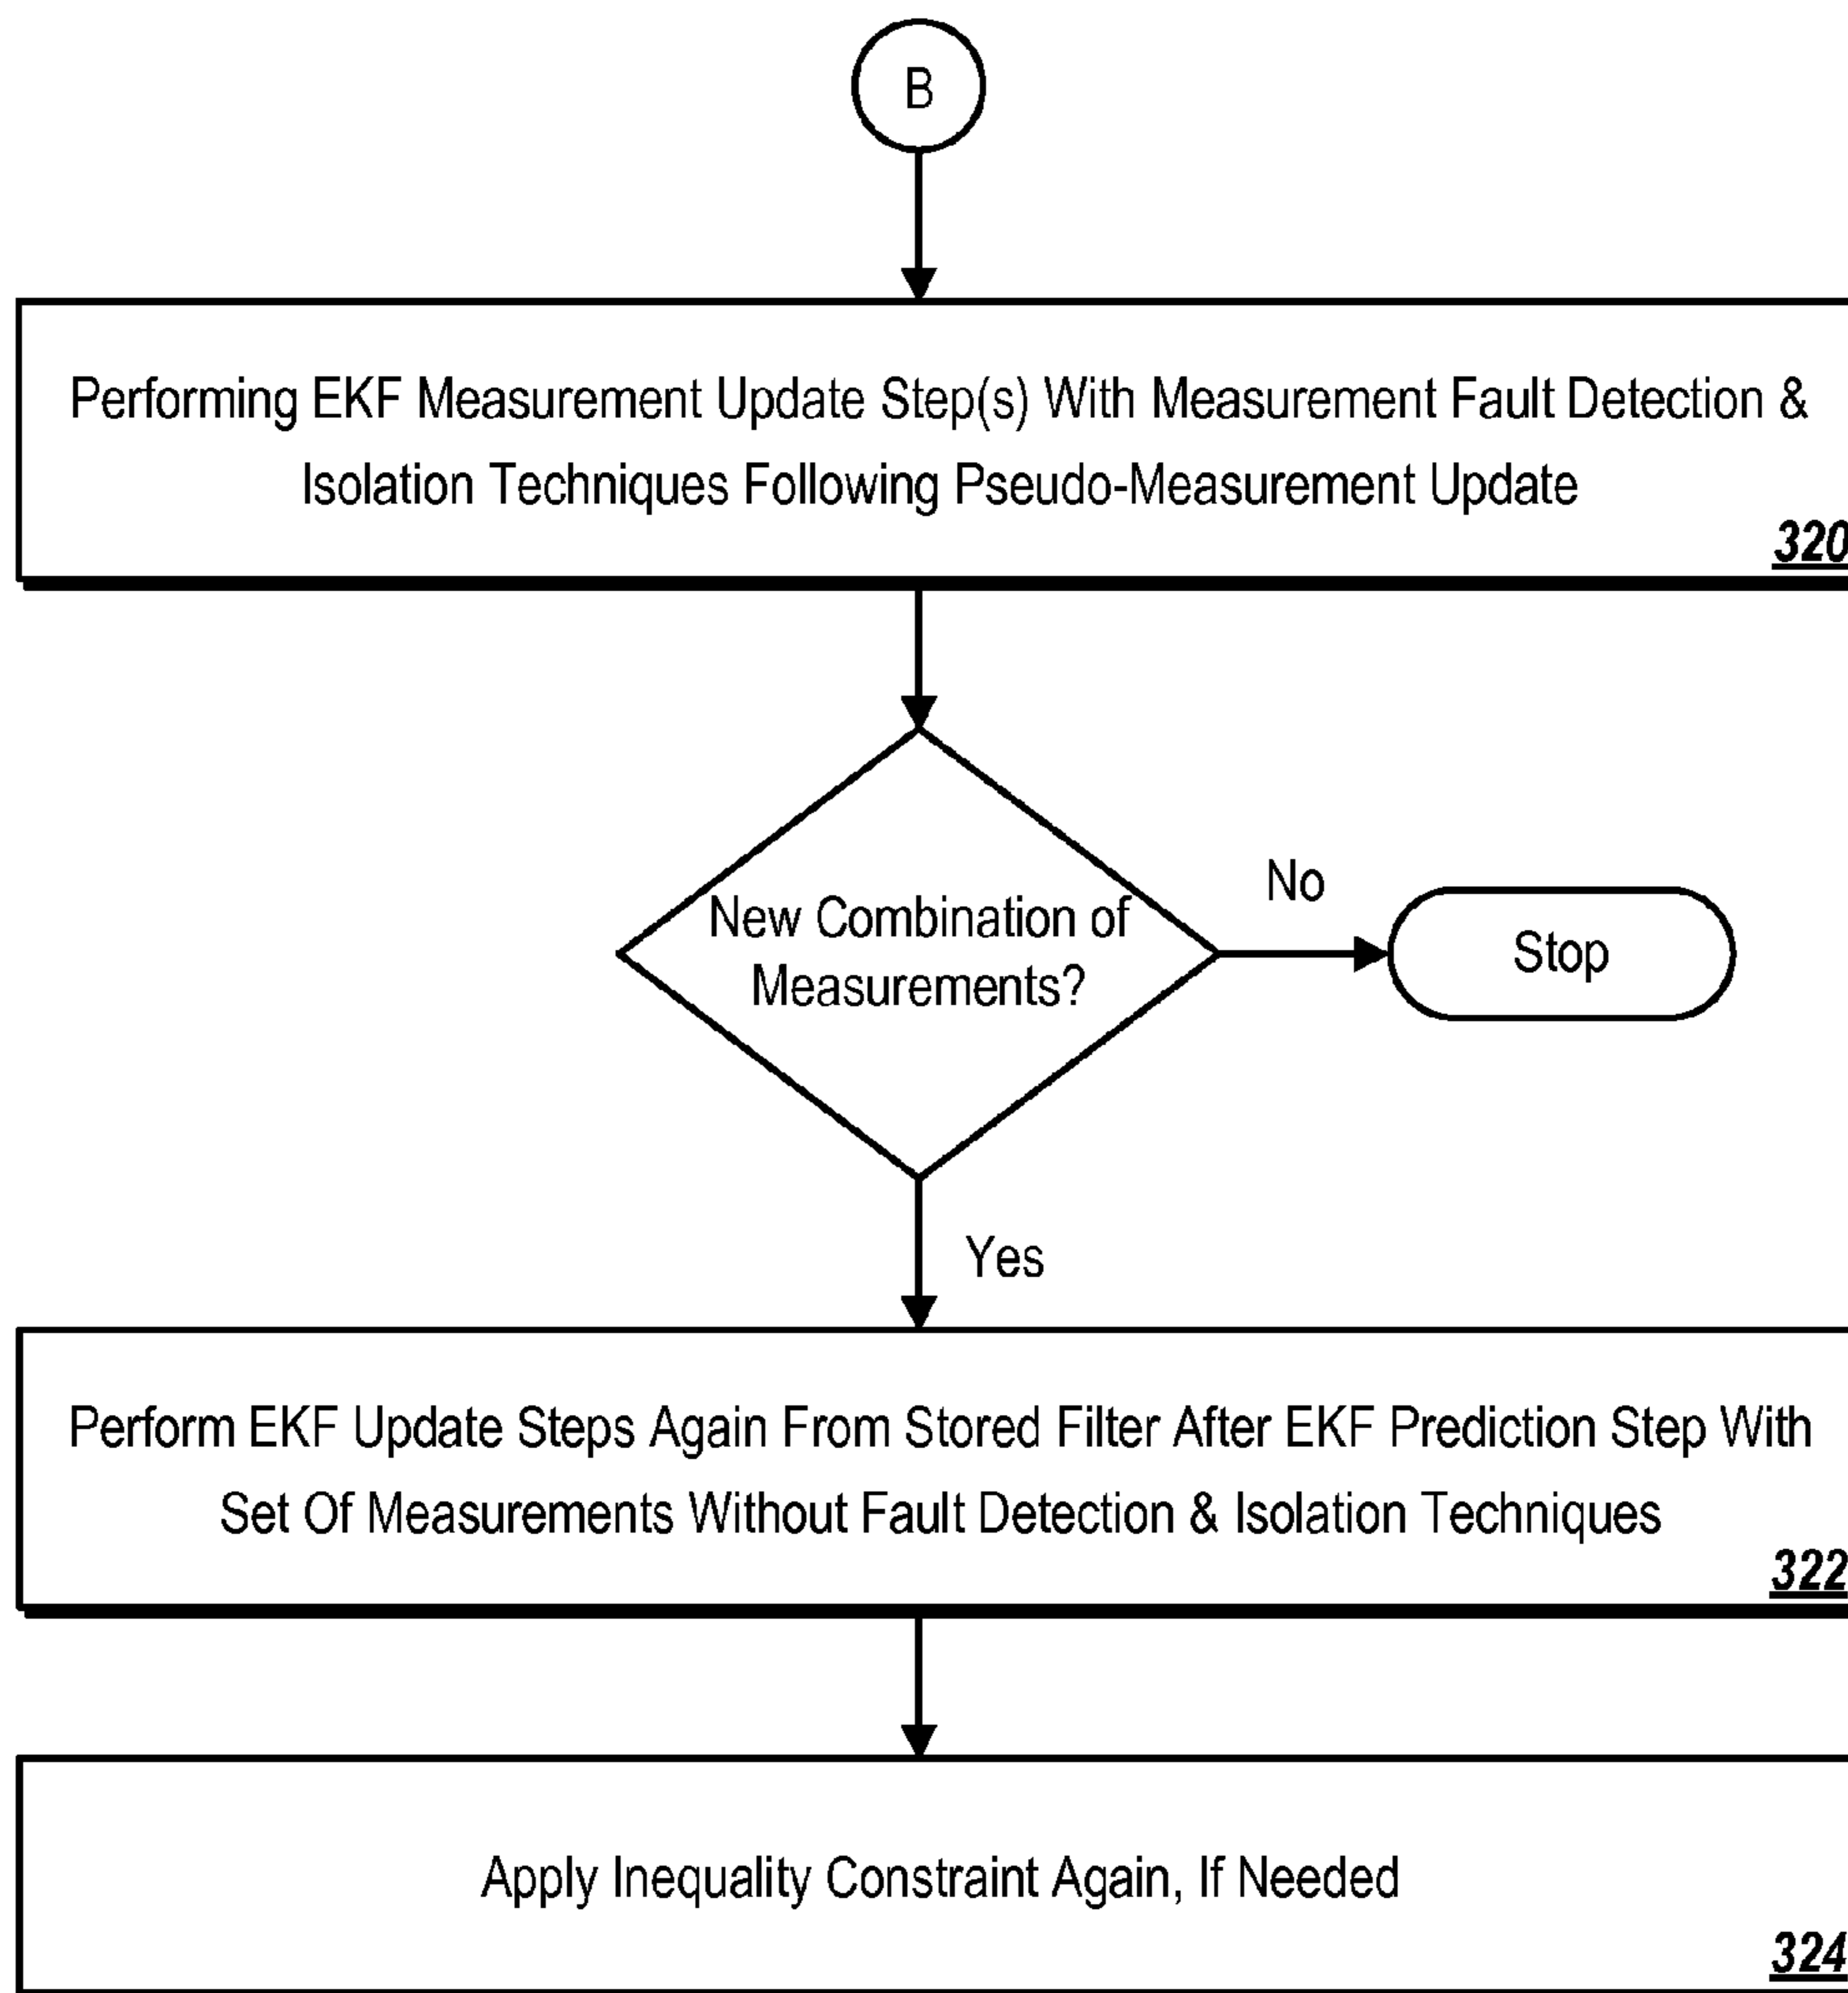 B
Performing EKF Measurement Update Step(s) With Measurement Fault Detection &
Isolation Techniques Following Pseudo-Measurement Update
320
New Combination of
Measurements?
No
Stop
Yes
Perform EKF Update Steps Again From Stored Filter After EKF Prediction Step With
Set Of Measurements Without Fault Detection & Isolation Techniques
322
Apply Inequality Constraint Again, If Needed
324